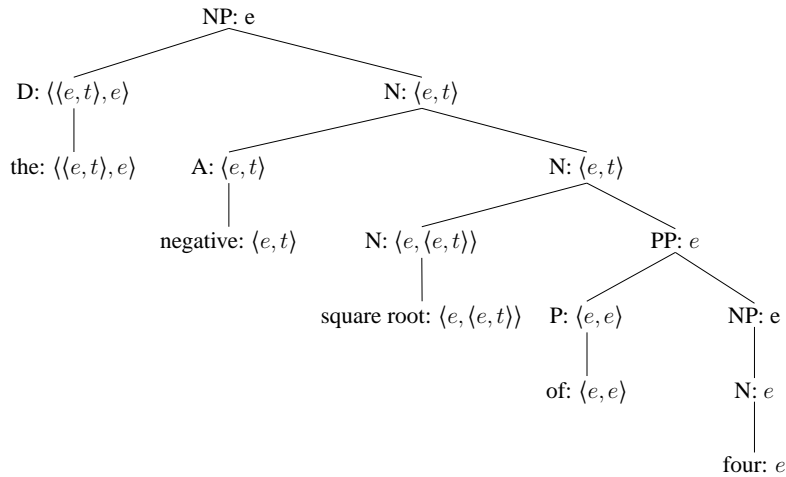 NP: e
D: ⟨⟨e, t⟩, e⟩ N: ⟨e, t⟩
the: ⟨⟨e, t⟩, e⟩ A: ⟨e, t⟩ N: ⟨e, t⟩
negative: ⟨e, t⟩ N: ⟨e, ⟨e, t⟩⟩ PP: e
square root: ⟨e, ⟨e, t⟩⟩ P: ⟨e, e⟩ NP: e
of: ⟨e, e⟩ N: e
four: e